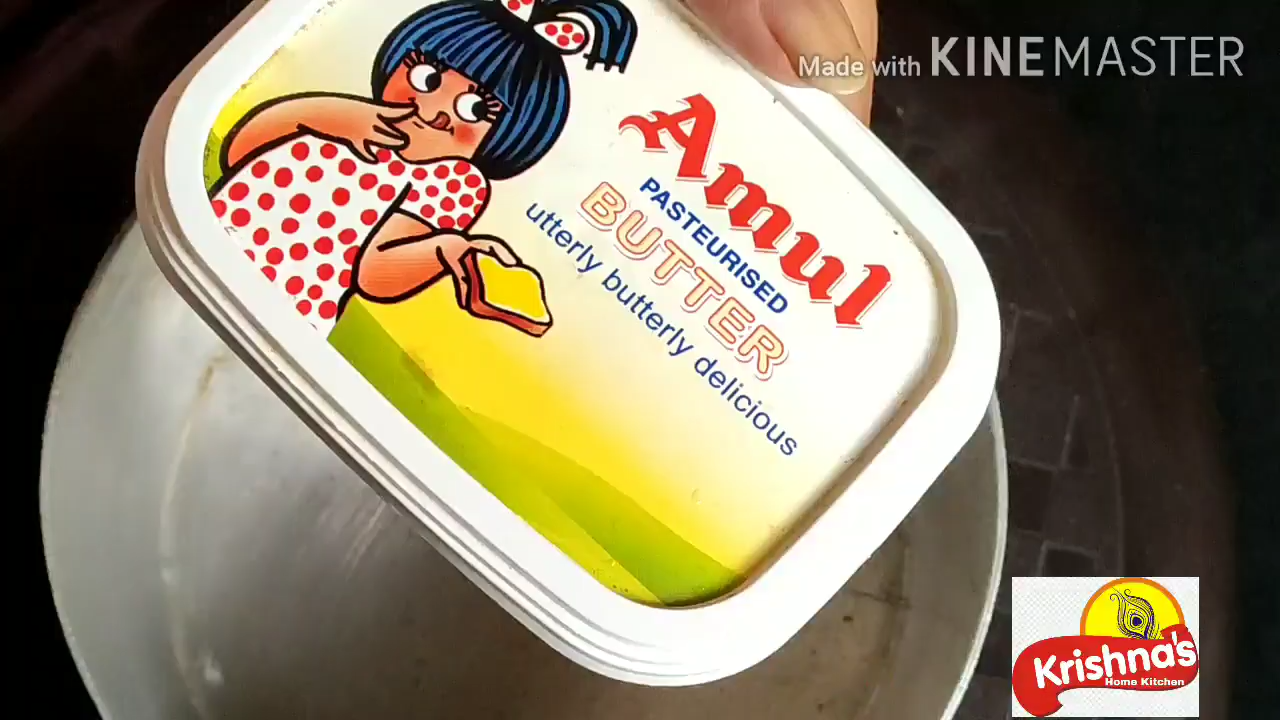 Made with KINEMASTER
Amul
PASTEURISED
BUTTER
utterly butterly delicious
Krishna's
Home Kitchen